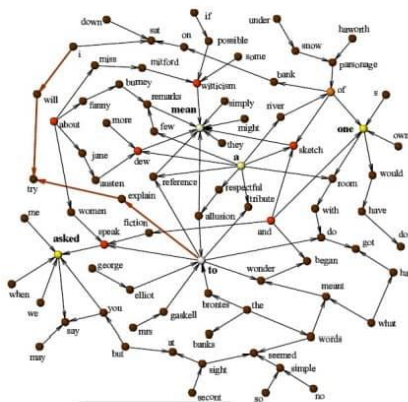 if
down
under
haworth
sat
on
possible
snow
i
miss
mitford
some
parsonage
bank
witticism
of
will
burney
mean
simply
river
s
about
fanny
remarks
one
more
few
might
they
own
jane
dew
a
sketch
would
try
austen
reference
respectful
room
explain
tribute
have
me
women
fiction
allusion
and
with
asked
speak
do
got
do
george
to
wonder
began
when
elliot
meant
we
you
brontes
the
gaskell
what
say
mrs
banks
may
but
at
words
sight
seemed
simple
secont
so
no